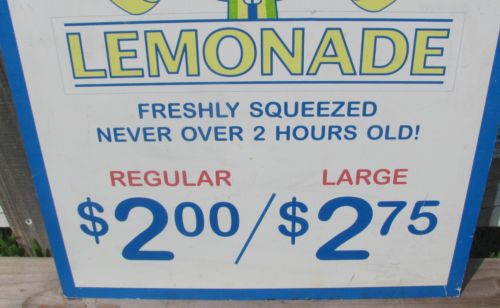 LEMONADE
FRESHLY SQUEEZED
NEVER OVER 2 HOURS OLD!
REGULAR LARGE
$2.00 / $2.75